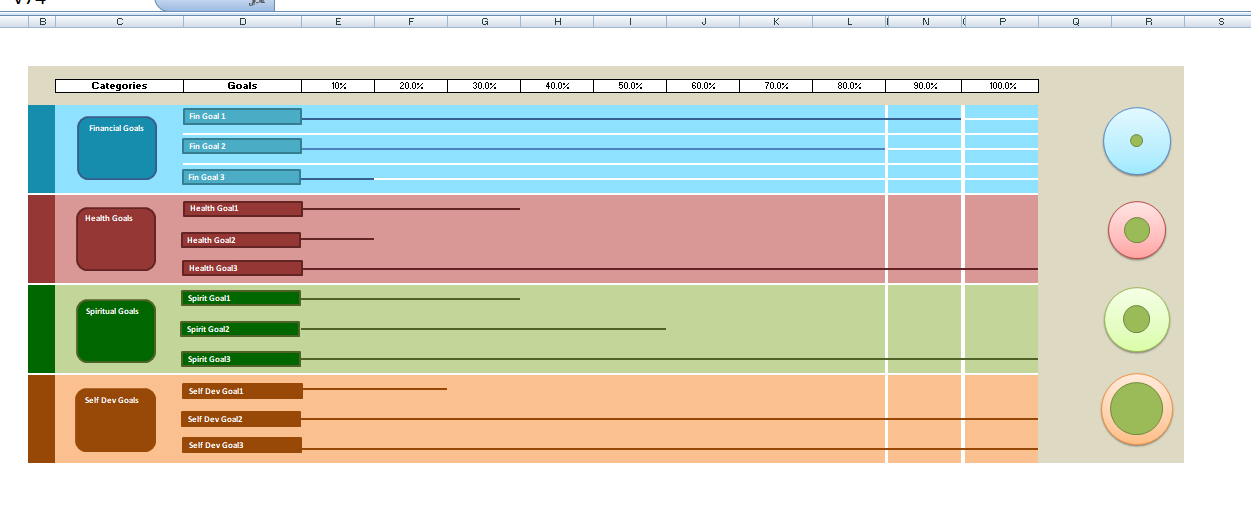 B C D E F G H I J K L N P Q R S
Categories Goals 10% 20.0% 30.0% 40.0% 50.0% 60.0% 70.0% 80.0% 90.0% 100.0%
Financial Goals
Fin Goal 1
Fin Goal 2
Fin Goal 3
Health Goals
Health Goal1
Health Goal2
Health Goal3
Spiritual Goals
Spirit Goal1
Spirit Goal2
Spirit Goal3
Self Dev Goals
Self Dev Goal1
Self Dev Goal2
Self Dev Goal3